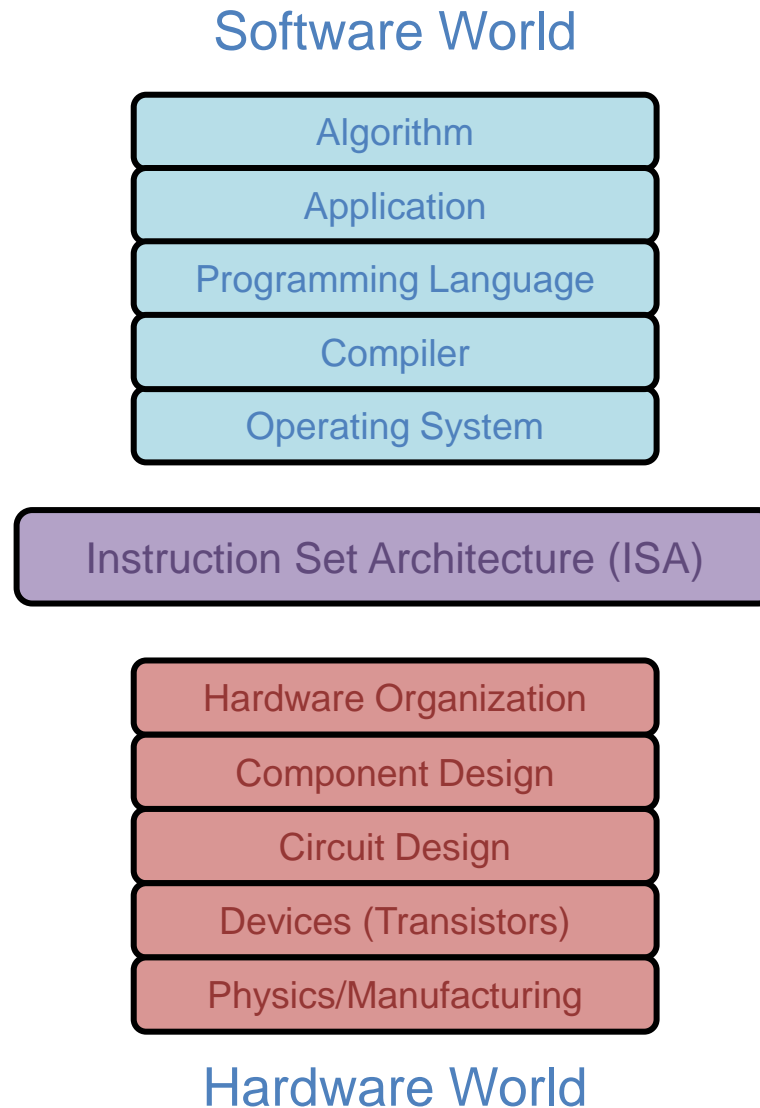 Software World
Algorithm
Application
Programming Language
Compiler
Operating System
Instruction Set Architecture (ISA)
Hardware Organization
Component Design
Circuit Design
Devices (Transistors)
Physics/Manufacturing
Hardware World